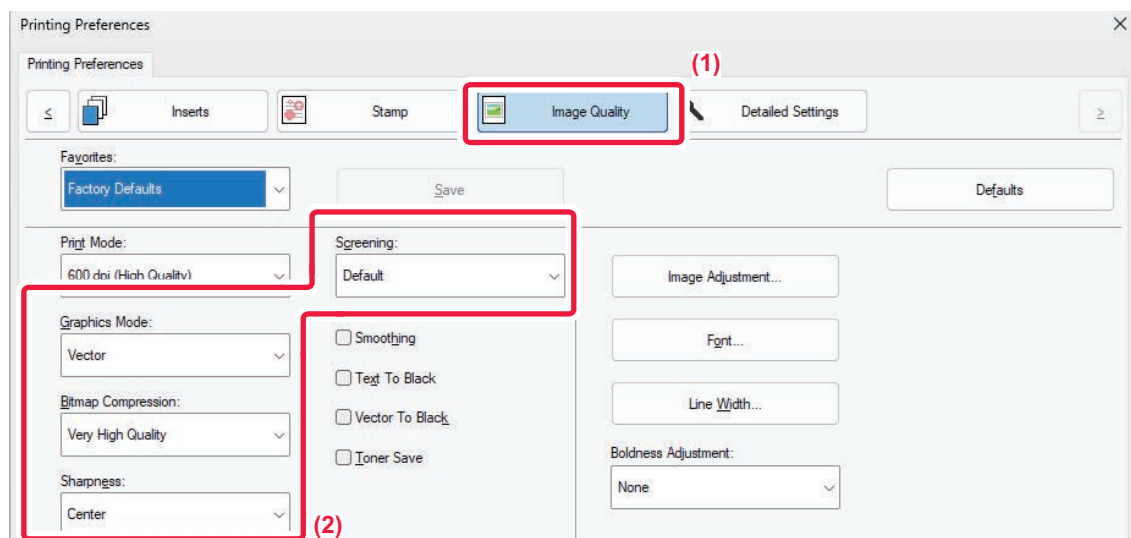 Printing Preferences
Printing Preferences
(1)
≤ Inserts Stamp Image Quality Detailed Settings ≥
Favorites:
Factory Defaults Save Defaults
Print Mode: Screening:
600 dpi (High Quality) Default Image Adjustment...
Graphics Mode:
Vector Smoothing Font...
Text To Black
Bitmap Compression: Vector To Black Line Width...
Very High Quality
Toner Save Boldness Adjustment:
Sharpness:
Center None
(2)